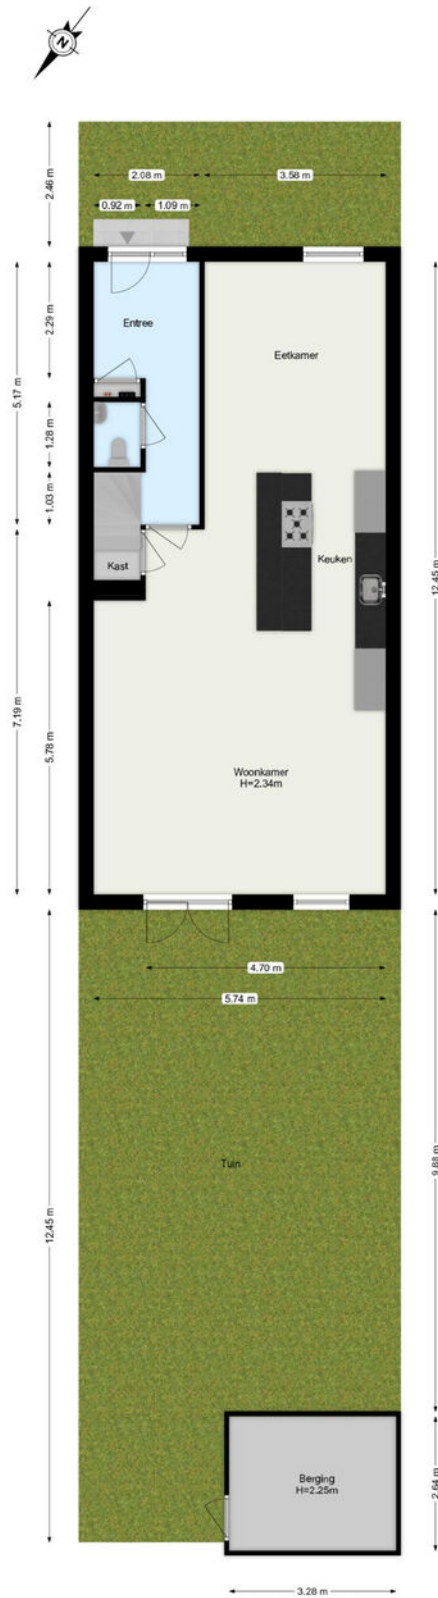 N
2.46 m
2.08 m
3.58 m
0.92 m
1.09 m
2.29 m
Entree
Eetkamer
5.17 m
1.28 m
1.03 m
Keuken
Kast
12.45 m
7.19 m
5.78 m
Woonkamer
H=2.34m
4.70 m
5.74 m
Tuin
9.88 m
12.45 m
Berging
H=2.25m
2.64 m
3.28 m